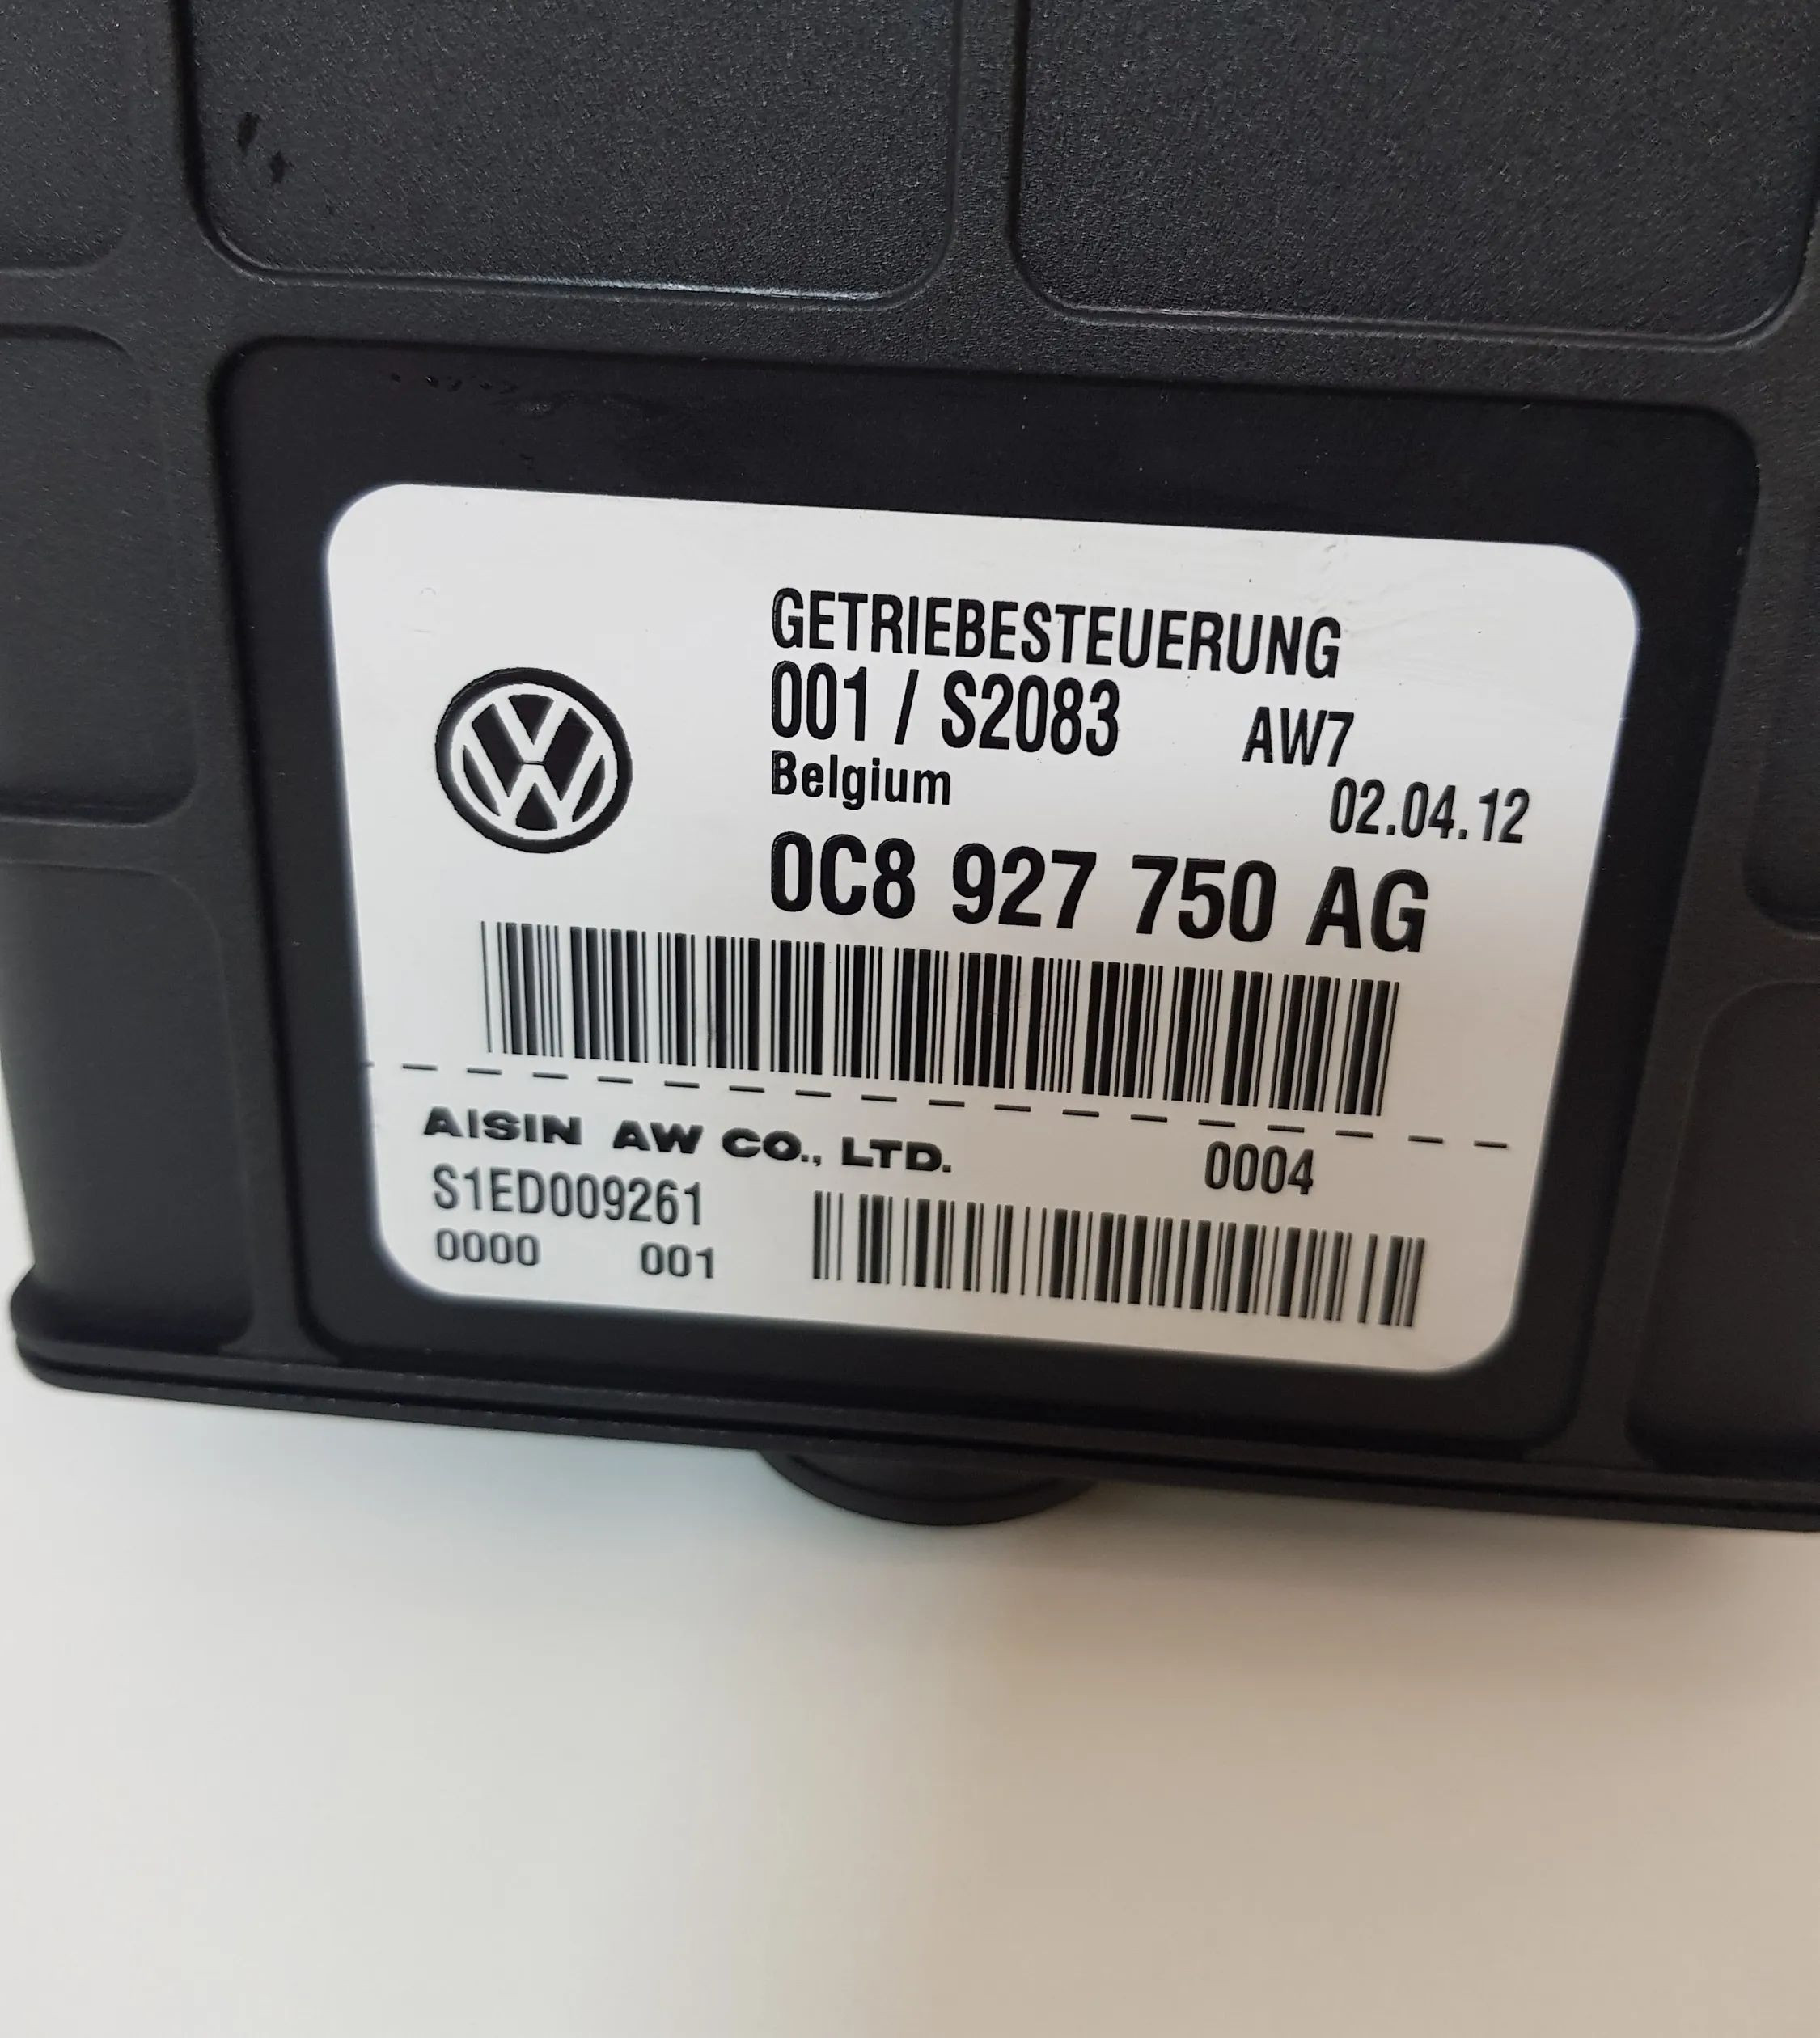 GETRIEBESTEUERUNG
001 / S2083 AW7
Belgium 02.04.12
0C8 927 750 AG
AISIN AW CO., LTD. 0004
S1ED009261
0000 001